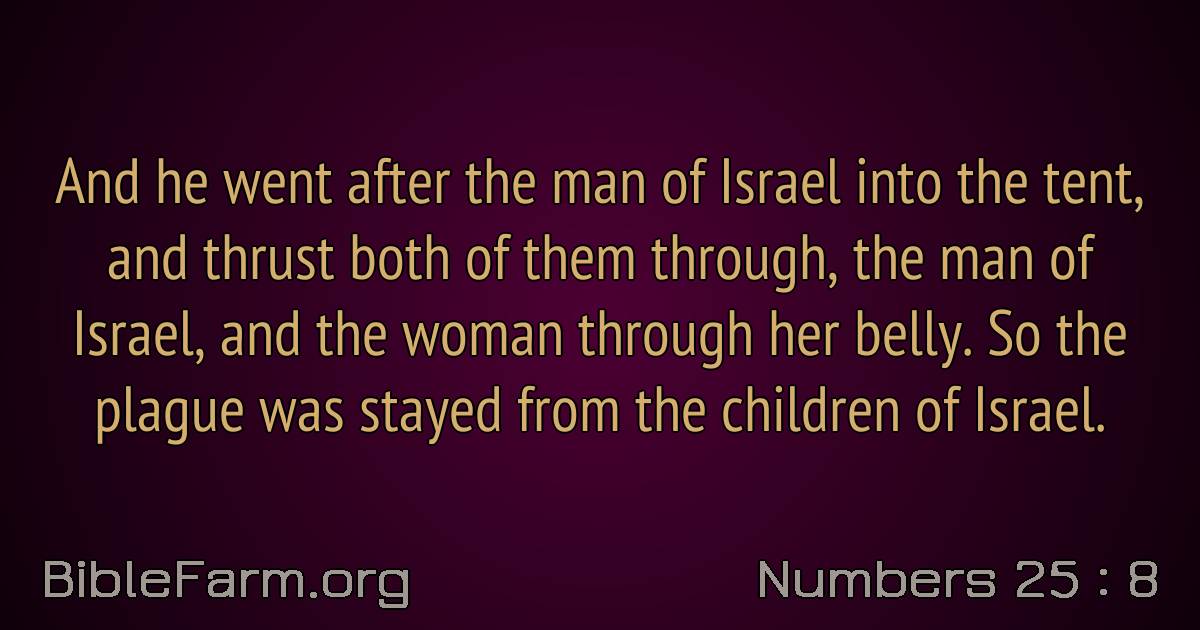 And he went after the man of Israel into the tent,
and thrust both of them through, the man of
Israel, and the woman through her belly. So the
plague was stayed from the children of Israel.
BibleFarm.org
Numbers 25 : 8